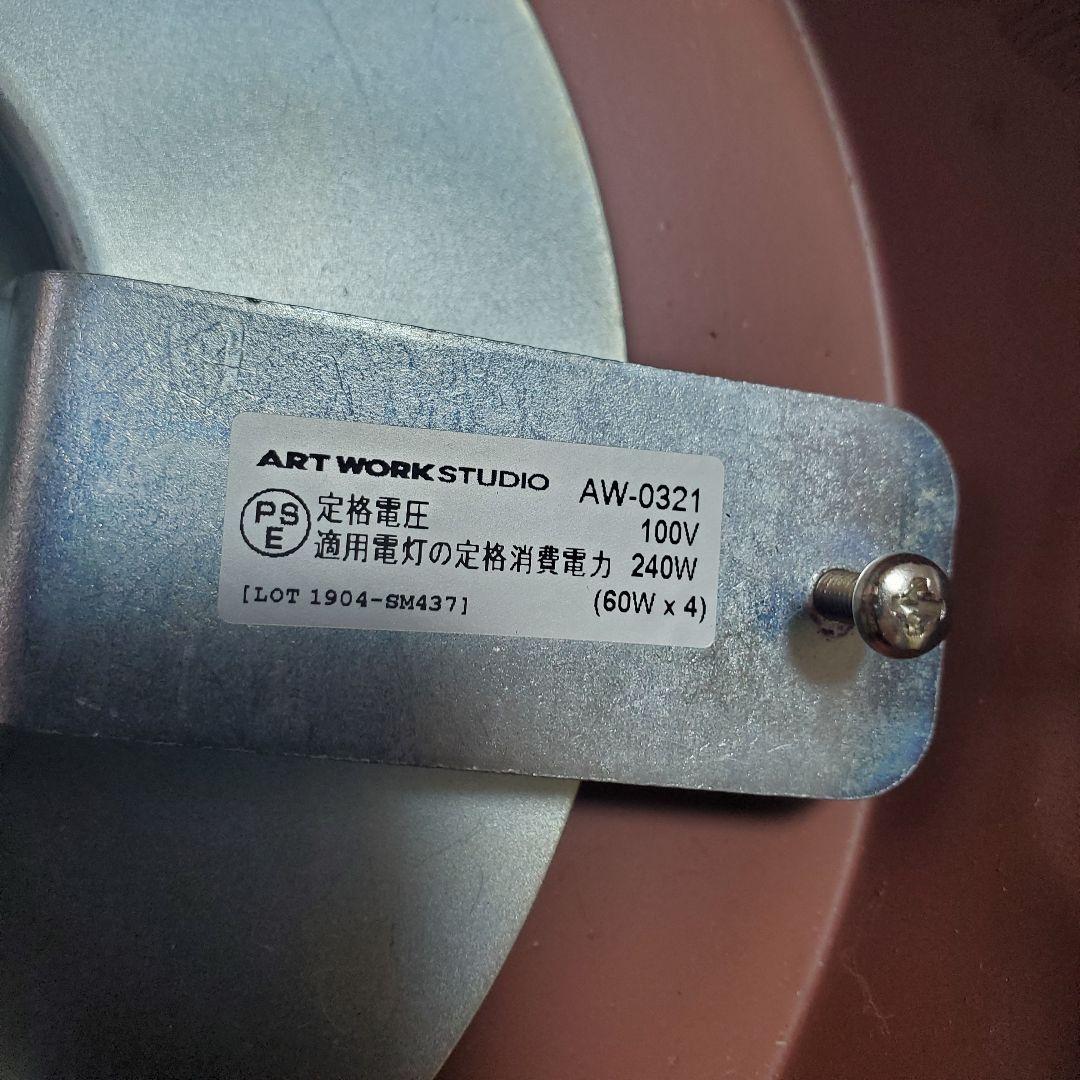 ART WORK STUDIO AW-0321
PS
E
定格電圧 100V
適用電灯の定格消費電力 240W
[LOT 1904-SM437] (60W x 4)